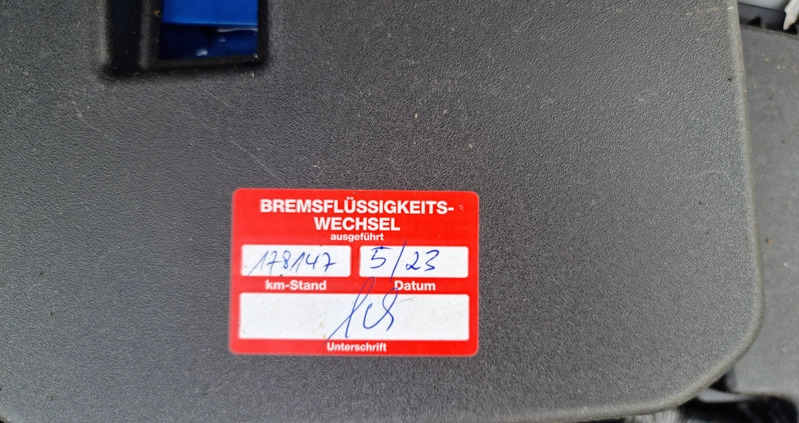 BREMSFLÜSSIGKEITS-
WECHSEL
ausgeführt
178147 5/23
km-Stand Datum
Unterschrift